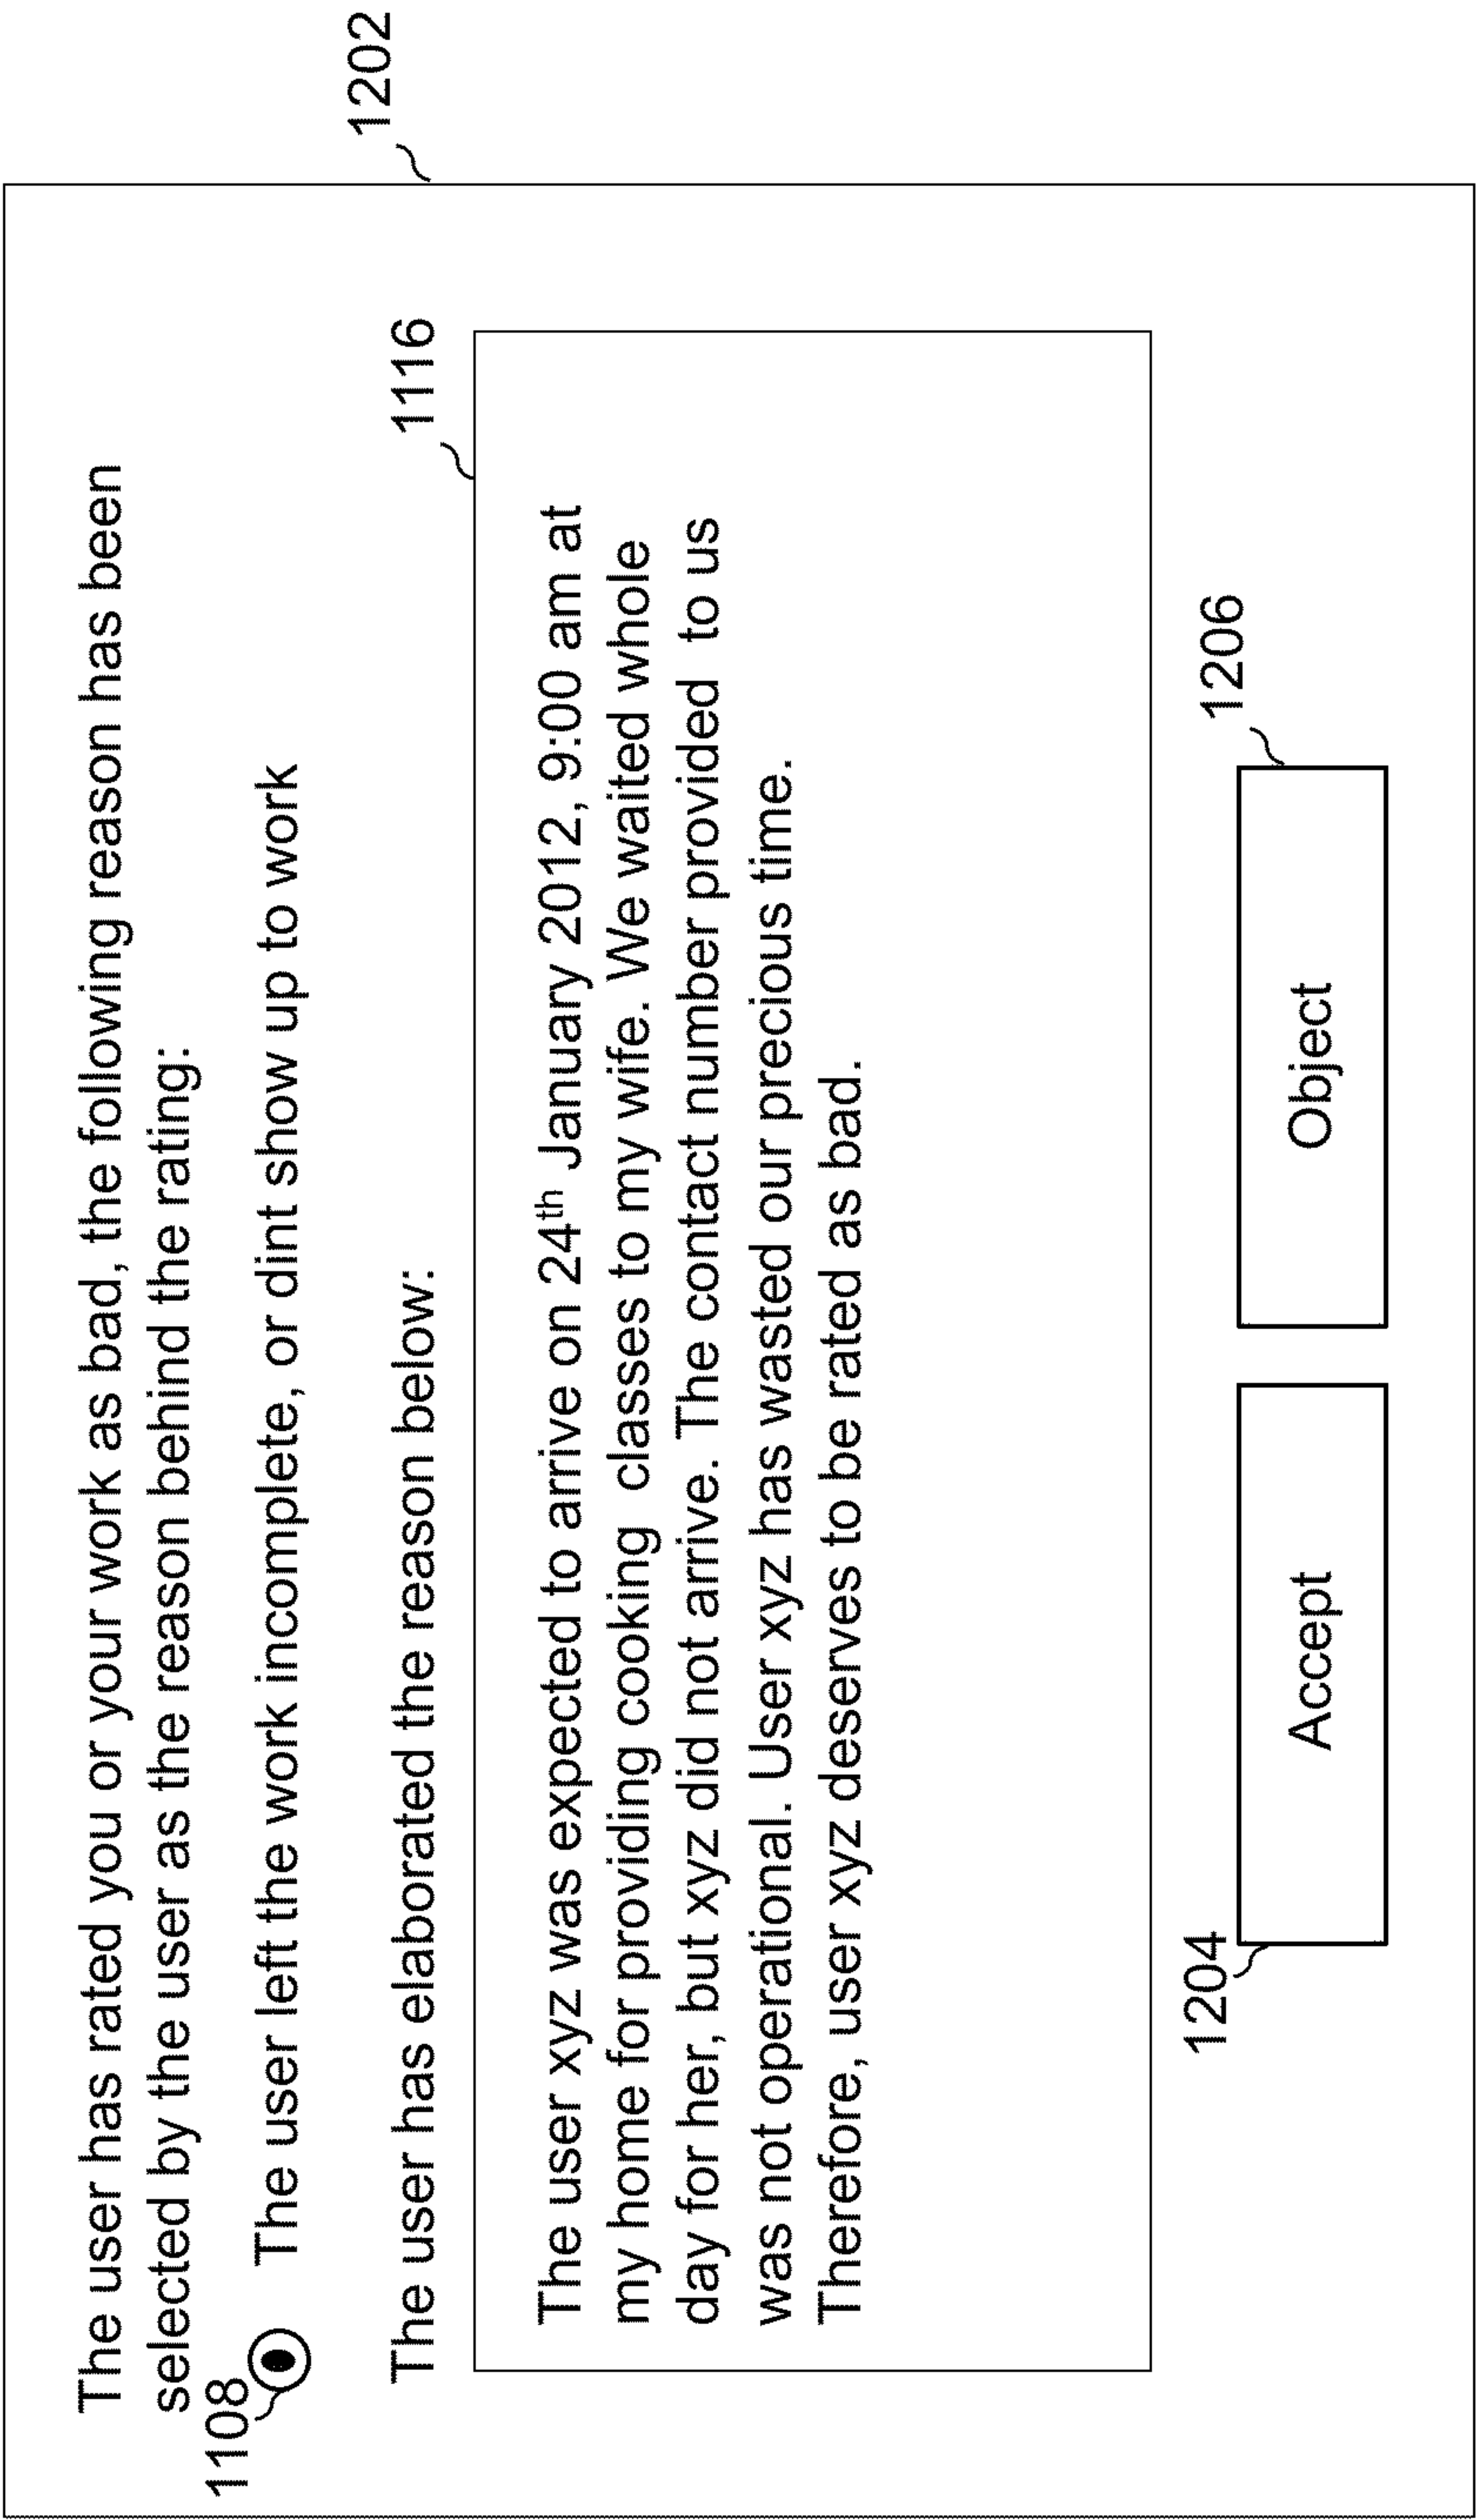 1202
The user has rated you or your work as bad, the following reason has been
selected by the user as the reason behind the rating:
1108
The user left the work incomplete, or dint show up to work
The user has elaborated the reason below:
1116
The user xyz was expected to arrive on 24th January 2012, 9:00 am at
my home for providing cooking classes to my wife. We waited whole
day for her, but xyz did not arrive. The contact number provided to us
was not operational. User xyz has wasted our precious time.
Therefore, user xyz deserves to be rated as bad.
1204
Accept
Object
1206